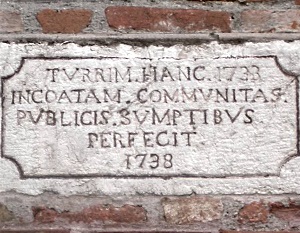 TVRRIM.HANC.1733
INCOATAM.COMMVNITAS.
PVBLICIS.SVMPTIBVS
PERFECIT.
1738